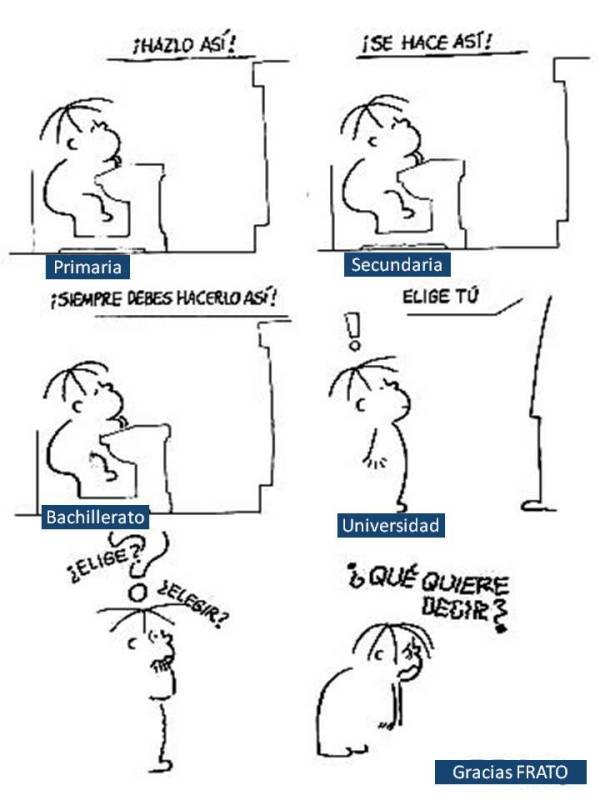 ¡HAZLO ASÍ!
¡SE HACE ASÍ!
Primaria
Secundaria
¡SIEMPRE DEBES HACERLO ASÍ!
ELIGE TÚ
!
Bachillerato
Universidad
?
¿ELIGE?
¿ELEGIR?
¿QUÉ QUIERE
DECIR?
Gracias FRATO